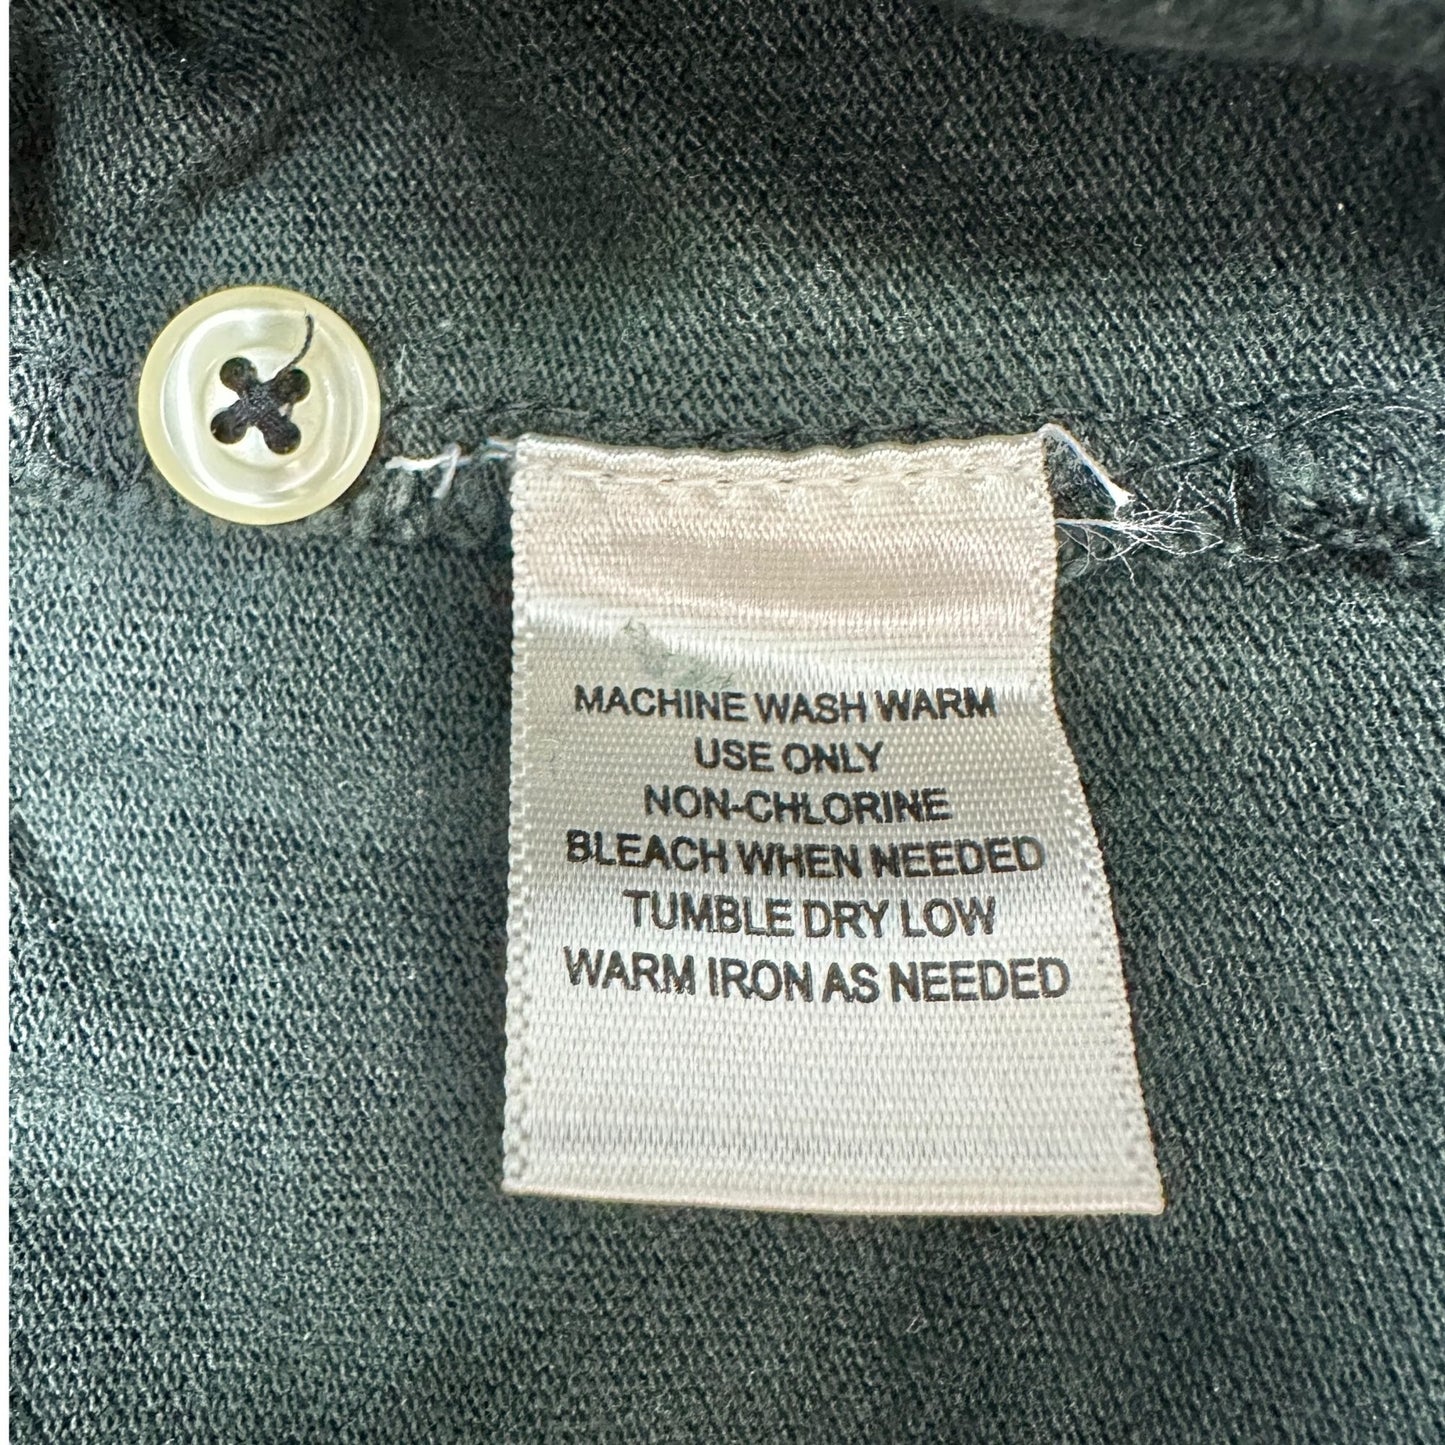 MACHINE WASH WARM
USE ONLY
NON-CHLORINE
BLEACH WHEN NEEDED
TUMBLE DRY LOW
WARM IRON AS NEEDED